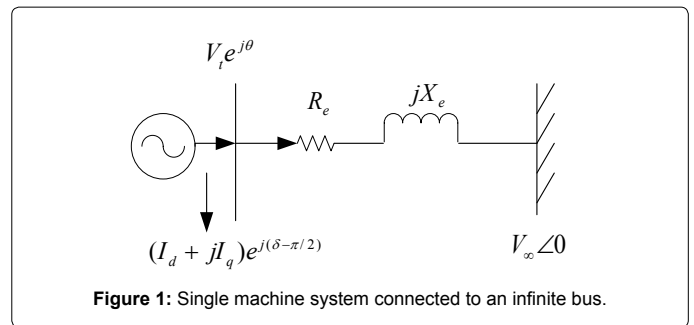 V_t e^{jθ}
R_e
jX_e
(I_d + jI_q)e^{j(δ−π/2)}
V_∞∠0
Figure 1: Single machine system connected to an infinite bus.